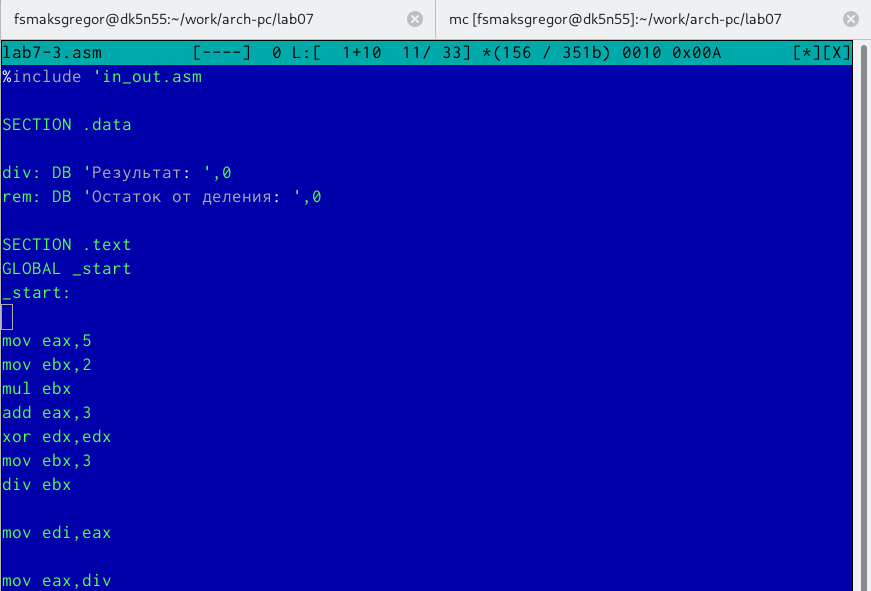 fsmaksgregor@dk5n55:~/work/arch-pc/lab07
mc [fsmaksgregor@dk5n55]:~/work/arch-pc/lab07
lab7-3.asm [----] 0 L:[ 1+10 11/ 33] *(156 / 351b) 0010 0x00A [*][X]
%include 'in_out.asm
SECTION .data
div: DB 'Результат: ',0
rem: DB 'Остаток от деления: ',0
SECTION .text
GLOBAL _start
_start:
mov eax,5
mov ebx,2
mul ebx
add eax,3
xor edx,edx
mov ebx,3
div ebx
mov edi,eax
mov eax,div